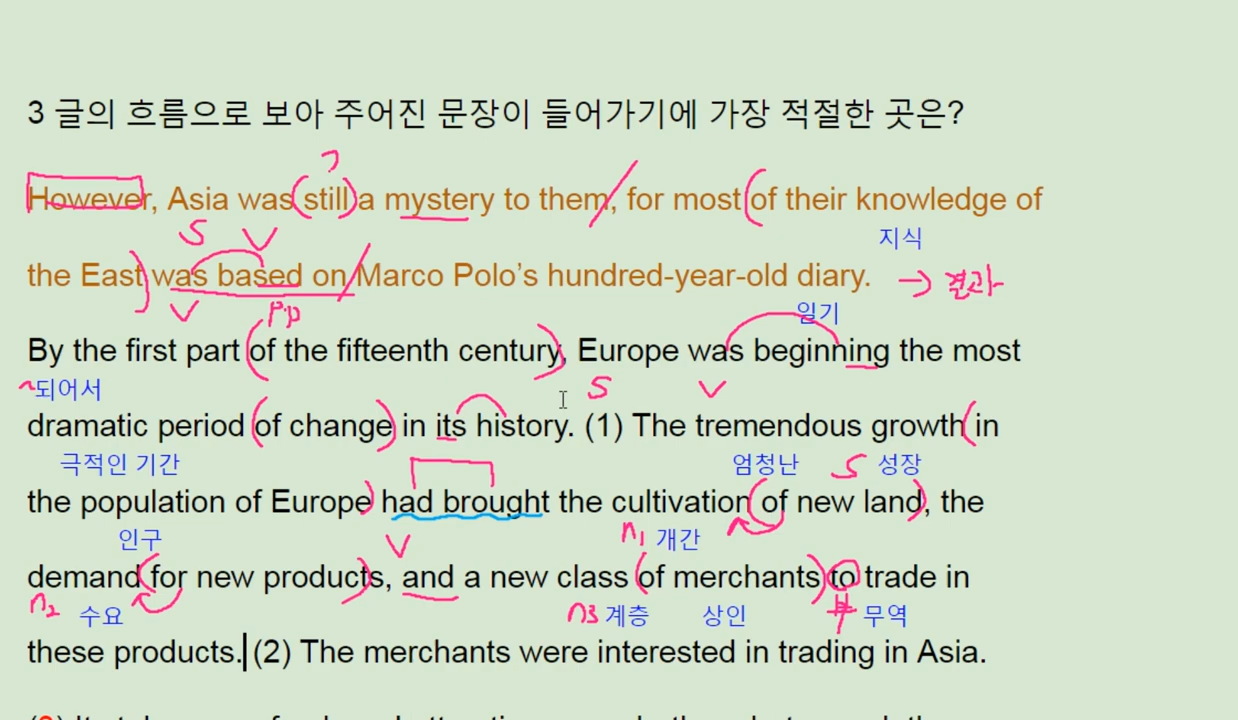 3 글의 흐름으로 보아 주어진 문장이 들어가기에 가장 적절한 곳은?
?
However, Asia was still a mystery to them, for most of their knowledge of
S V 지식
the East was based on Marco Polo's hundred-year-old diary. → 결과
V p.p 일기
By the first part of the fifteenth century, Europe was beginning the most
~되어서 S V
dramatic period of change in its history. (1) The tremendous growth in
극적인 기간 엄청난 S 성장
the population of Europe had brought the cultivation of new land, the
인구 V n1 개간
demand for new products, and a new class of merchants to trade in
n2 수요 n3 계층 상인 무역
these products. (2) The merchants were interested in trading in Asia.